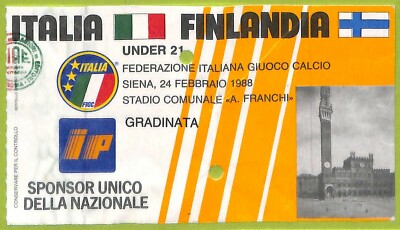 ITALIA FINLANDIA
UNDER 21
FEDERAZIONE ITALIANA GIUOCO CALCIO
SIENA, 24 FEBBRAIO 1988
STADIO COMUNALE «A. FRANCHI»
GRADINATA
ITALIA
FIGC
ip
SPONSOR UNICO
DELLA NAZIONALE
CONSERVARE PER IL CONTROLLO